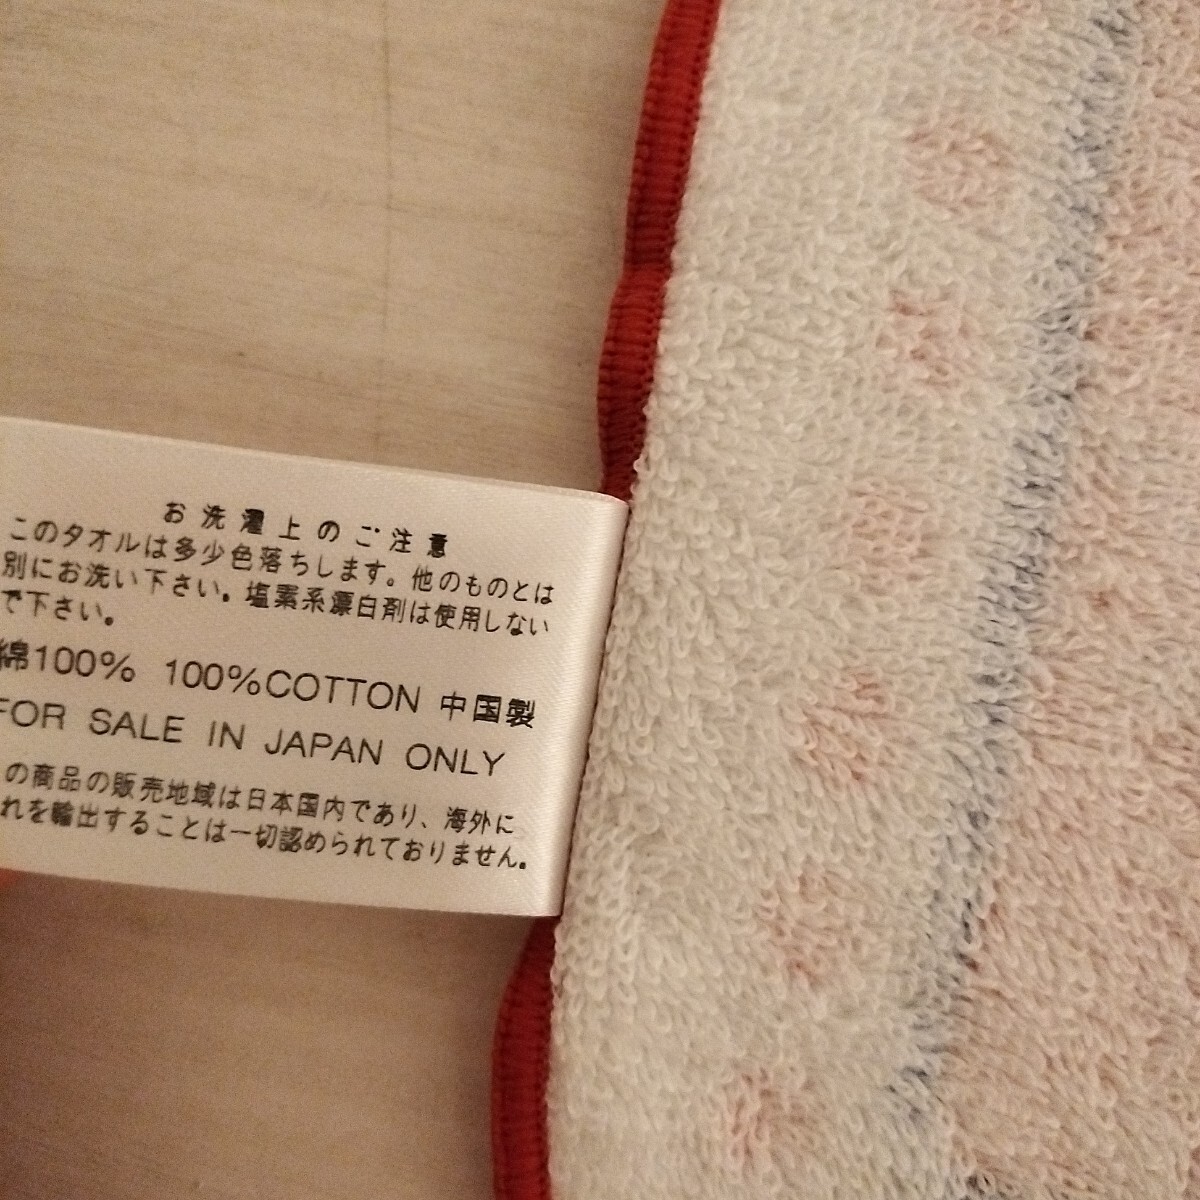 お洗濯上のご注意
このタオルは多少色落ちします。他のものとは
別にお洗い下さい。塩素系漂白剤は使用しない
で下さい。
綿100% 100%COTTON 中国製
FOR SALE IN JAPAN ONLY
の商品の販売地域は日本国内であり、海外に
れを輸出することは一切認められておりません。